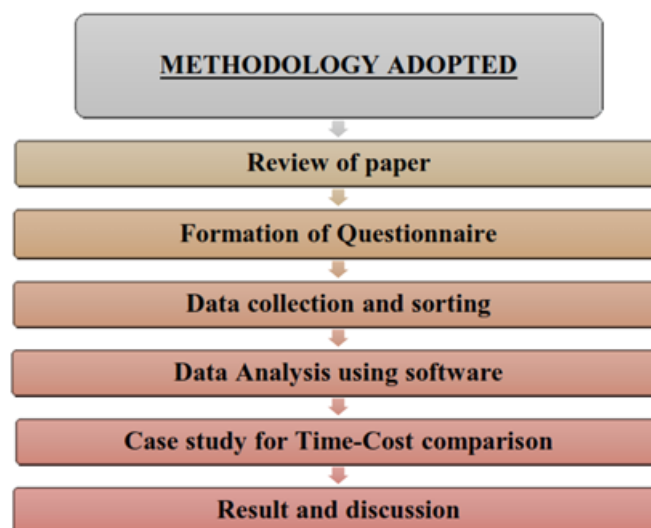 METHODOLOGY ADOPTED
Review of paper
Formation of Questionnaire
Data collection and sorting
Data Analysis using software
Case study for Time-Cost comparison
Result and discussion